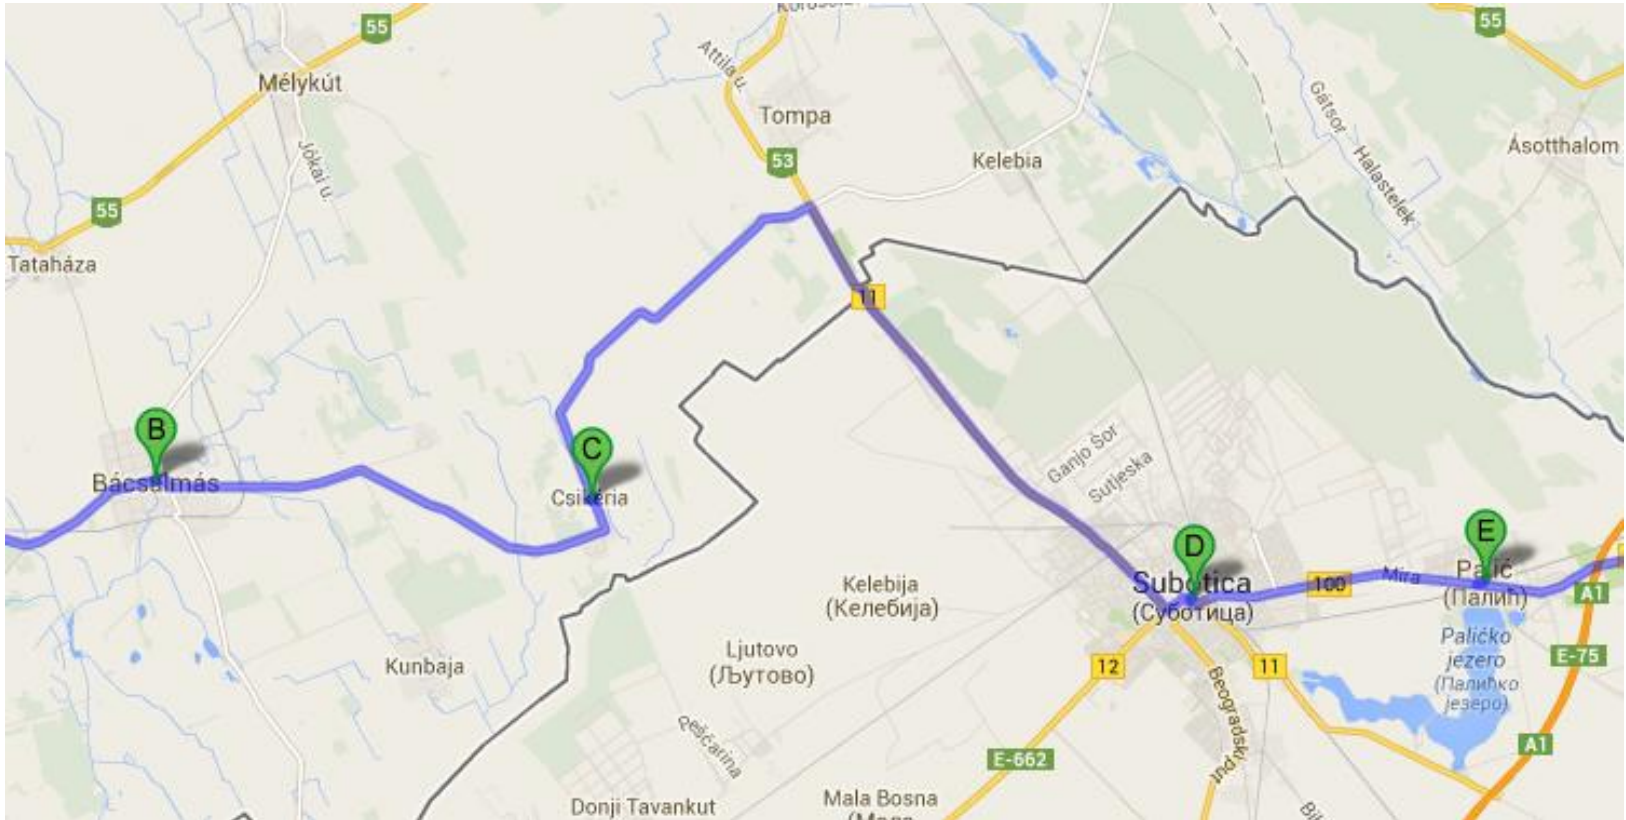 55
55
Mélykút
Attila u.
Tompa
Gátsor
Ásotthalom
Jókai u.
53
Kelebia
Halastelek
55
Tataháza
11
B
Bácsalmás
C
Csikéria
Ganjo Šor
Sutjeska
D
Subotica
(Суботица)
E
Palić
(Палић)
Mira
100
A1
Kelebija
(Келебија)
Ljutovo
(Љутово)
Kunbaja
12
11
Palićko
jezero
(Палићко
језеро)
E-75
Beogradski put
A1
E-662
Donji Tavankut
Mala Bosna